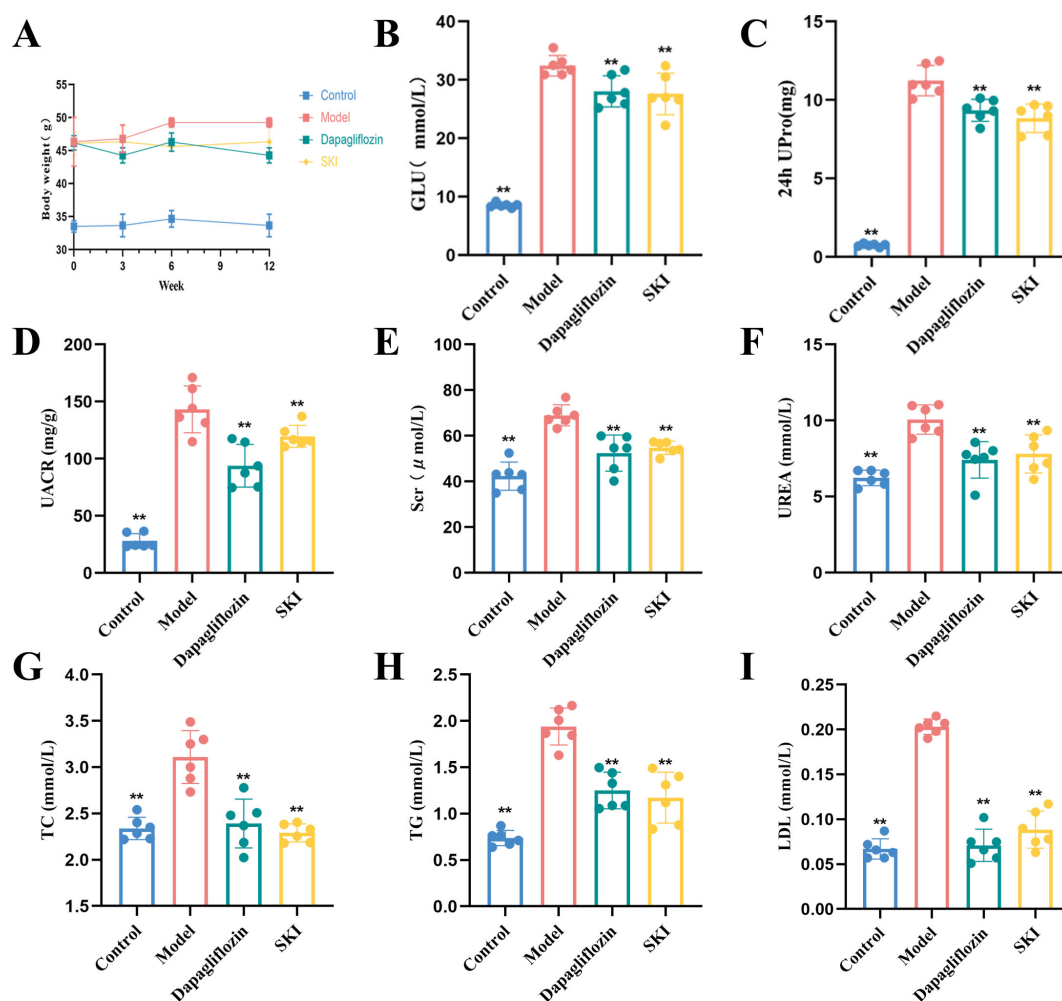 A
Body weight( g)
55
50
45
40
35
30
0 3 6 9 12
Week
Control
Model
Dapagliflozin
SKI
B
GLU( mmol/L)
40
30
20
10
0
**
**
**
Control
Model
Dapagliflozin
SKI
C
24h UPro(mg)
15
10
5
0
**
**
**
Control
Model
Dapagliflozin
SKI
D
UACR (mg/g)
200
150
100
50
0
**
**
**
Control
Model
Dapagliflozin
SKI
E
Scr ( μ mol/L)
100
80
60
40
20
0
**
**
**
Control
Model
Dapagliflozin
SKI
F
UREA (mmol/L)
15
10
5
0
**
**
**
Control
Model
Dapagliflozin
SKI
G
TC (mmol/L)
4.0
3.5
3.0
2.5
2.0
1.5
**
**
**
Control
Model
Dapagliflozin
SKI
H
TG (mmol/L)
2.5
2.0
1.5
1.0
0.5
0.0
**
**
**
Control
Model
Dapagliflozin
SKI
I
LDL (mmol/L)
0.25
0.20
0.15
0.10
0.05
0.00
**
**
**
Control
Model
Dapagliflozin
SKI